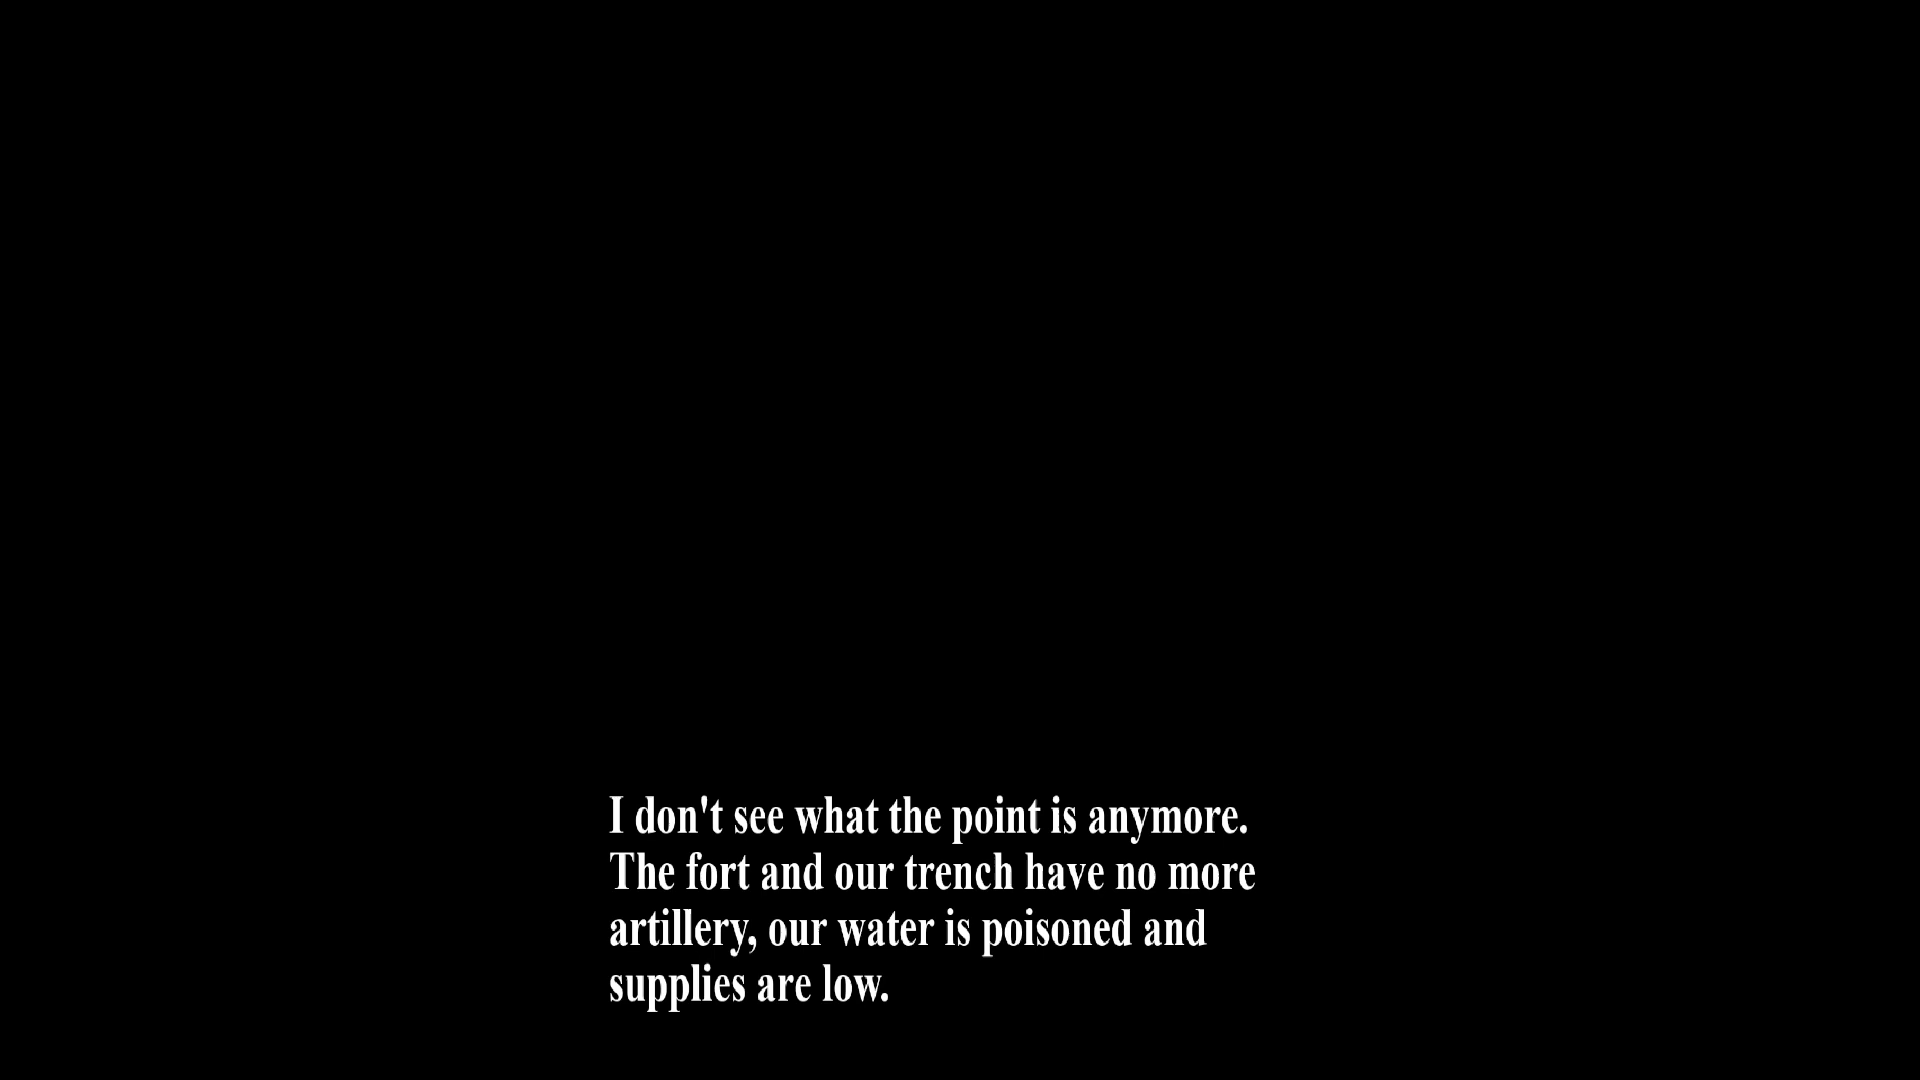 I don't see what the point is anymore.
The fort and our trench have no more
artillery, our water is poisoned and
supplies are low.